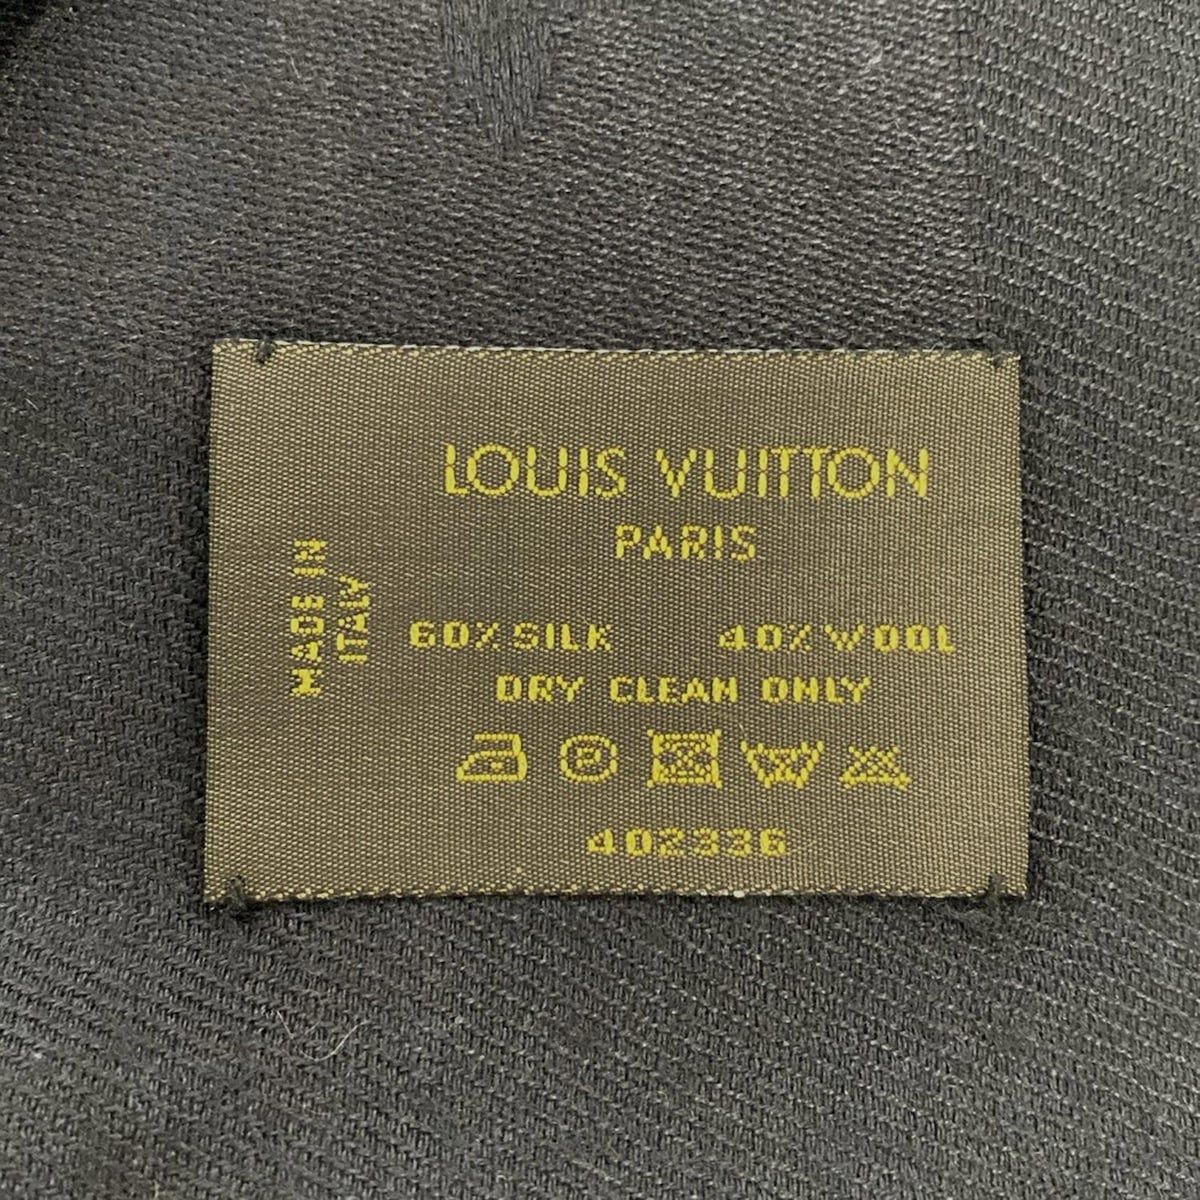 LOUIS VUITTON
PARIS
MADE IN
ITALY
60% SILK 40% WOOL
DRY CLEAN ONLY
P
402336